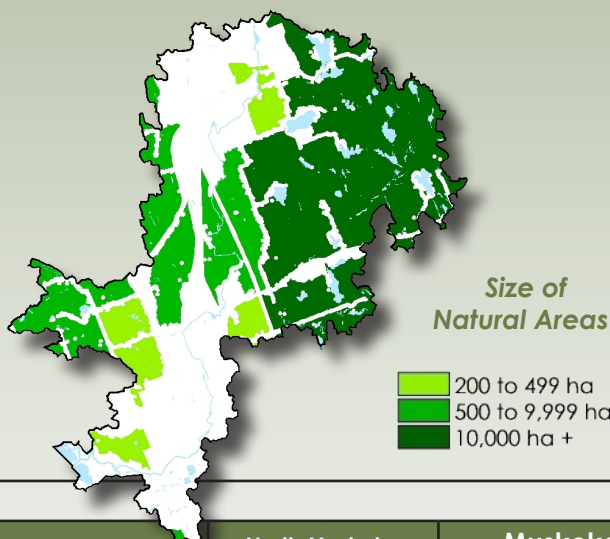 Size of
Natural Areas
200 to 499 ha
500 to 9,999 ha
10,000 ha +